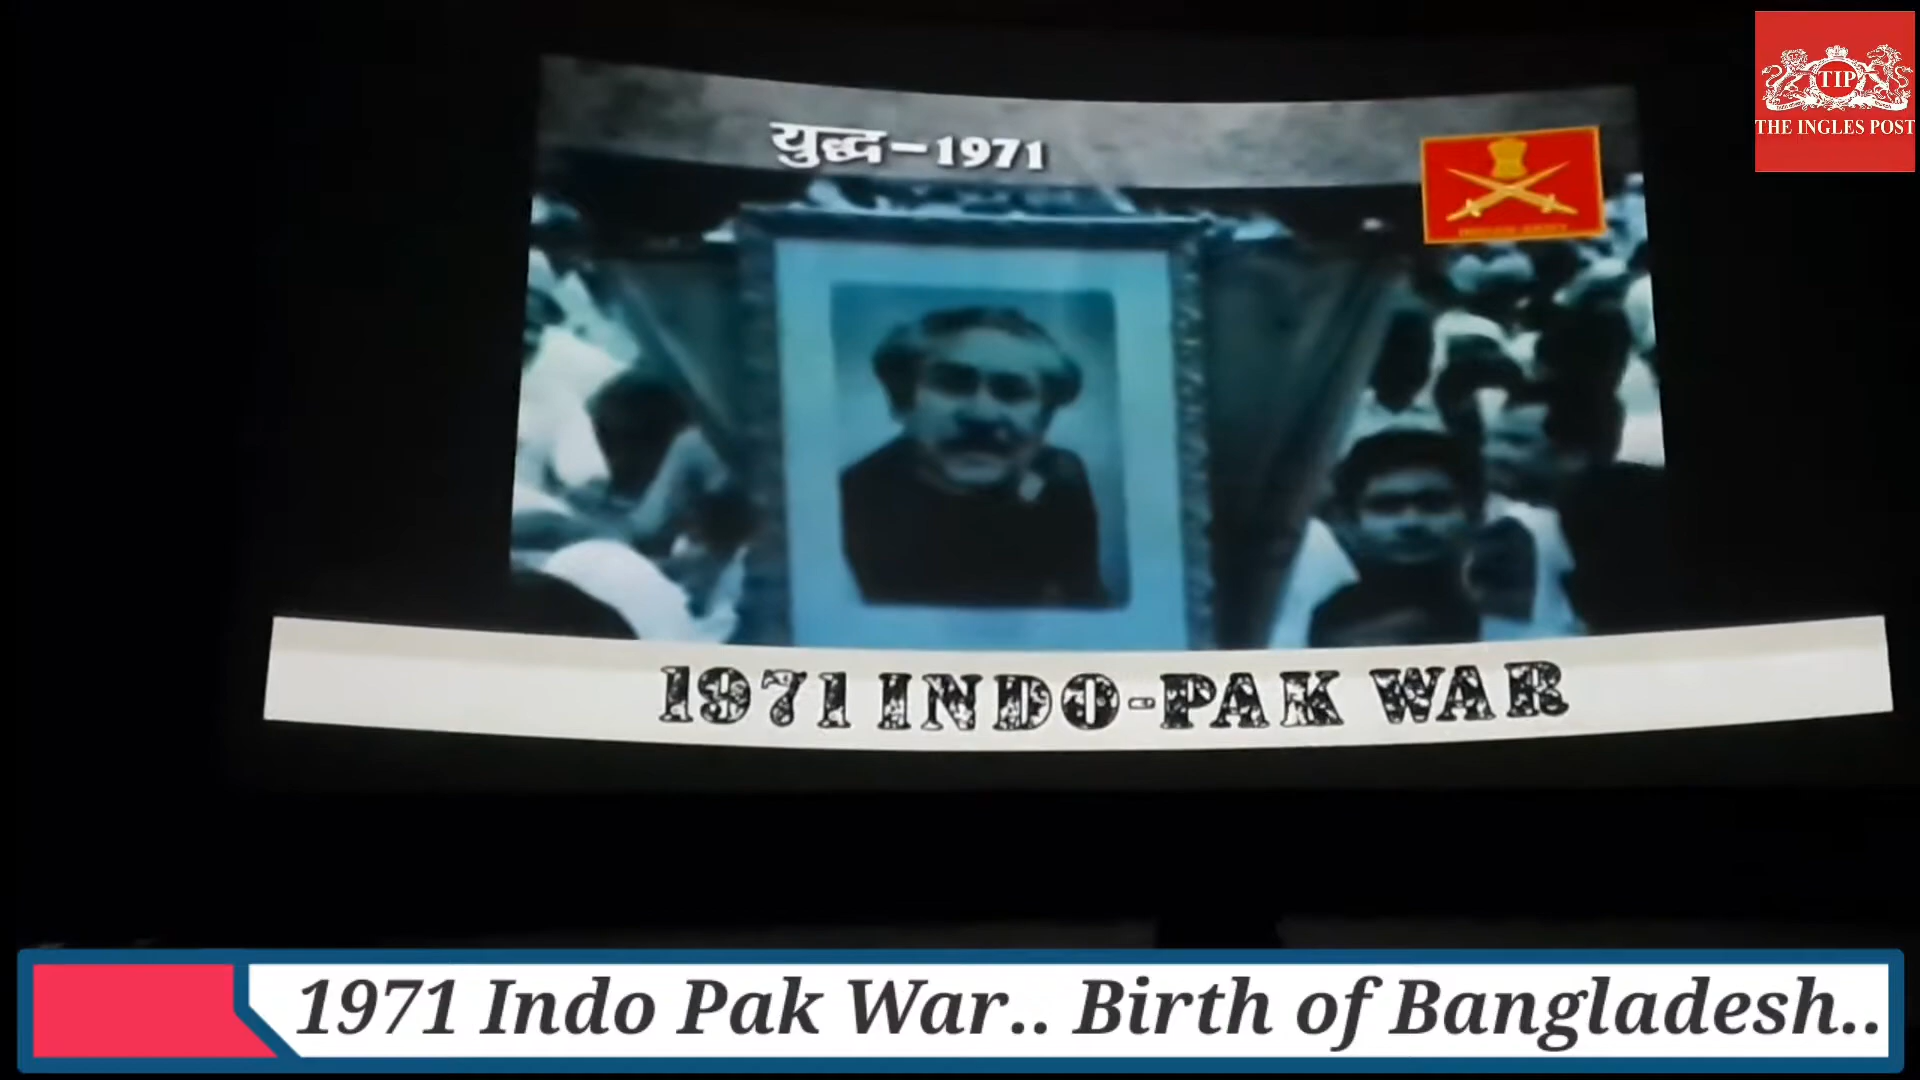 TIP
THE INGLES POST
युद्ध-1971
1971 INDO-PAK WAR
1971 Indo Pak War.. Birth of Bangladesh..